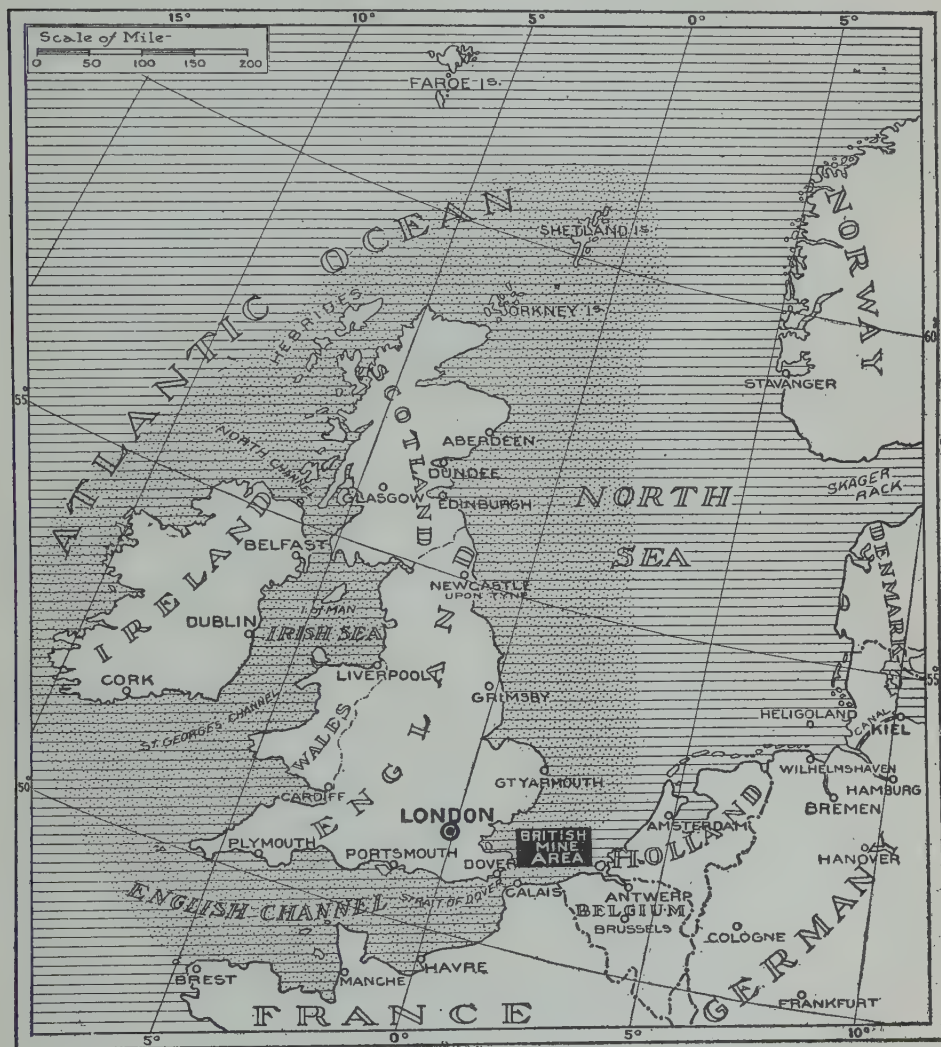 15° 10° 5° 0° 5°
Scale of Mile-
0 50 100 150 200
FAROE IS.
NORWAY
ATLANTIC OCEAN
SHETLAND IS.
HEBRIDES
ORKNEY IS.
60°
STAVANGER
55°
SCOTLAND
ABERDEEN
NORTH CHANNEL
DUNDEE
GLASGOW
EDINBURGH
NORTH
SEA
SKAGER
RACK
IRELAND
BELFAST
DENMARK
NEWCASTLE
UPON TYNE
I. of MAN
DUBLIN
IRISH SEA
ENGLAND
LIVERPOOL
CORK
GRIMSBY
55°
ST. GEORGES CHANNEL
WALES
HELIGOLAND
CANAL
KIEL
50°
CARDIFF
GT YARMOUTH
WILHELMSHAVEN
HAMBURG
BREMEN
LONDON
AMSTERDAM
BRITISH
MINE
AREA
HOLLAND
PLYMOUTH
PORTSMOUTH
DOVER
HANOVER
STRAIT OF DOVER
CALAIS
ENGLISH CHANNEL
ANTWERP
BELGIUM
BRUSSELS
COLOGNE
GERMANY
BREST
MANCHE
HAVRE
FRANKFURT
FRANCE
5° 0° 5° 10°